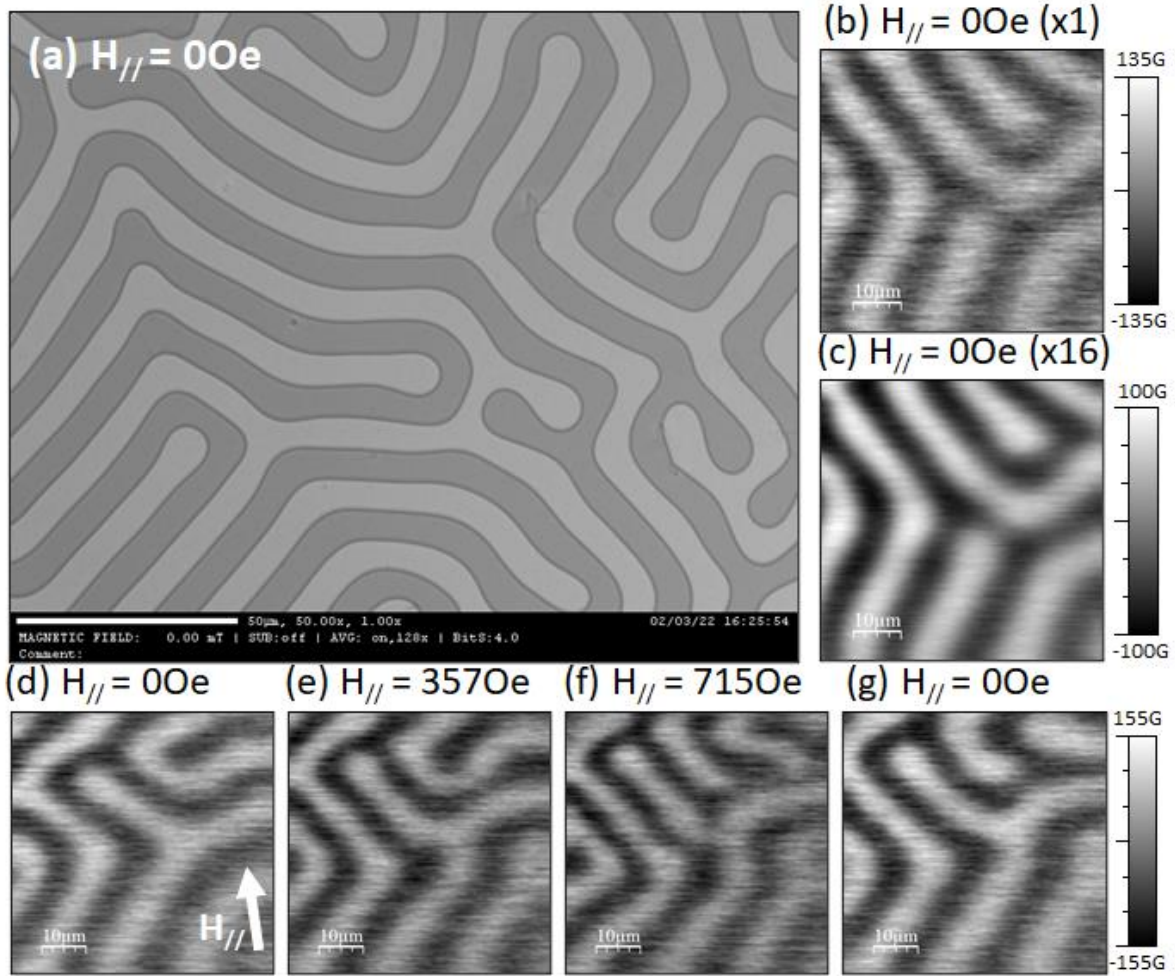 (a) H// = 0Oe
(b) H// = 0Oe (x1)
135G
-135G
10μm
(c) H// = 0Oe (x16)
100G
-100G
10μm
50μm, 50.00x, 1.00x 02/03/22 16:25:54
MAGNETIC FIELD: 0.00 mT | SUB:off | AVG: on,128x | BitS:4.0
Comment:
(d) H// = 0Oe
(e) H// = 357Oe
(f) H// = 715Oe
(g) H// = 0Oe
155G
-155G
H//
10μm
10μm
10μm
10μm